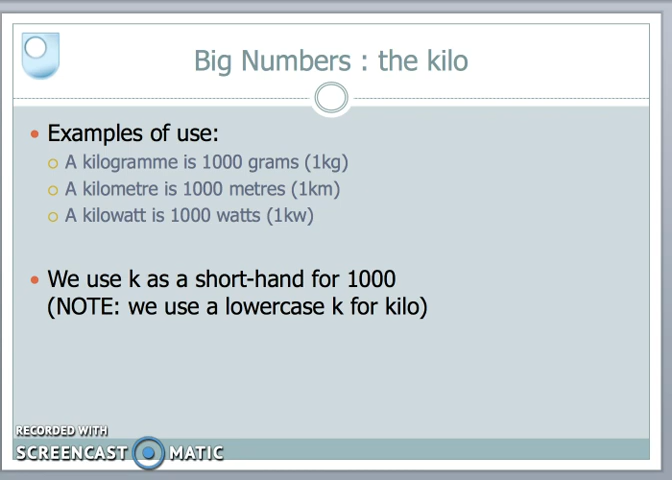 Big Numbers : the kilo
Examples of use:
A kilogramme is 1000 grams (1kg)
A kilometre is 1000 metres (1km)
A kilowatt is 1000 watts (1kw)
We use k as a short-hand for 1000
(NOTE: we use a lowercase k for kilo)
RECORDED WITH
SCREENCAST MATIC